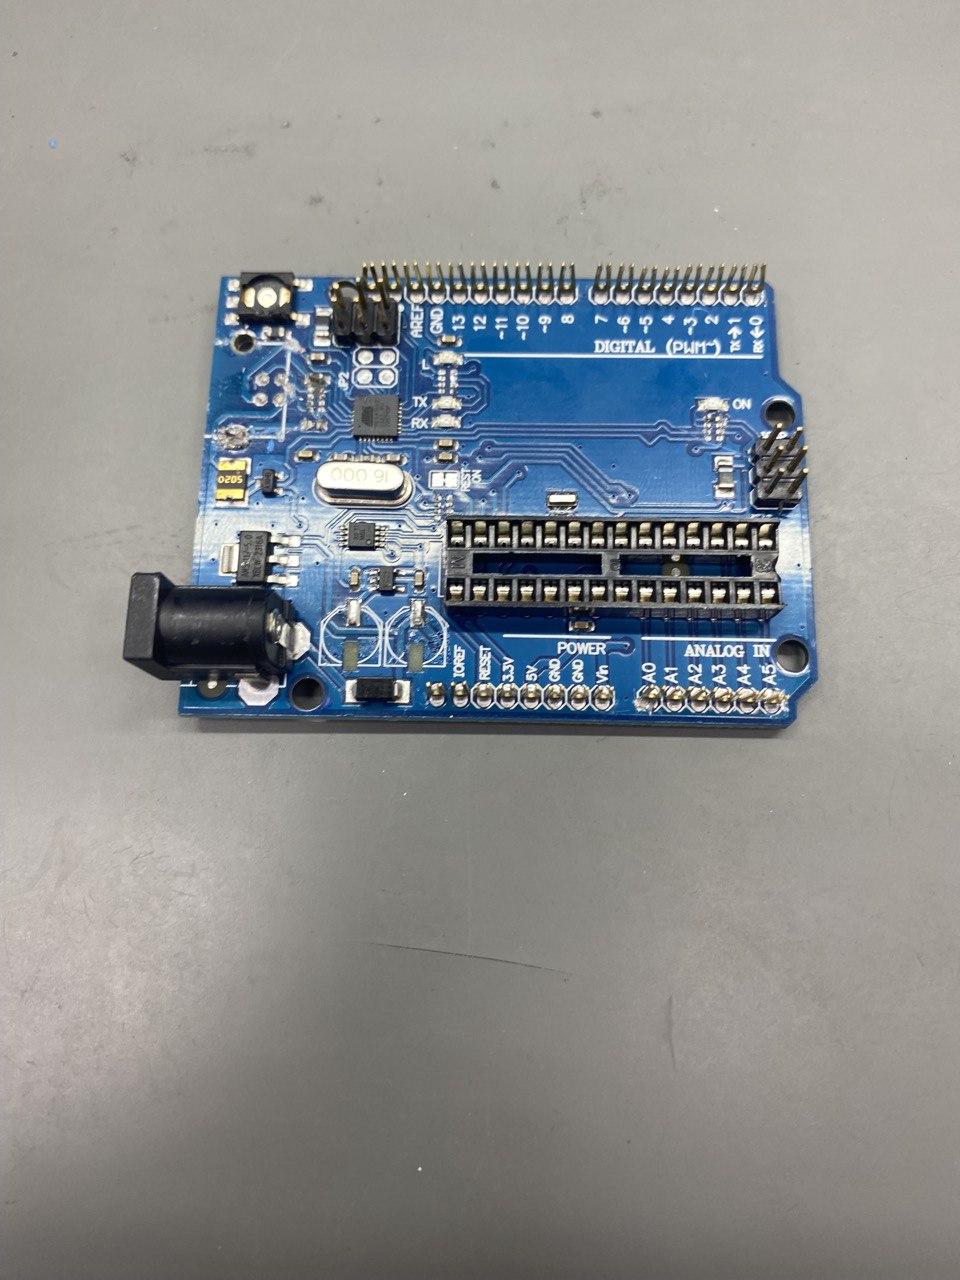 AREF
GND
13
12
~11
~10
~9
8
7
~6
~5
4
~3
2
TX→1
RX←0
DIGITAL (PWM~)
JP2
L
TX
RX
ON
16.000
5020
POWER
ANALOG IN
IOREF
RESET
3.3V
5V
GND
GND
Vin
A0
A1
A2
A3
A4
A5